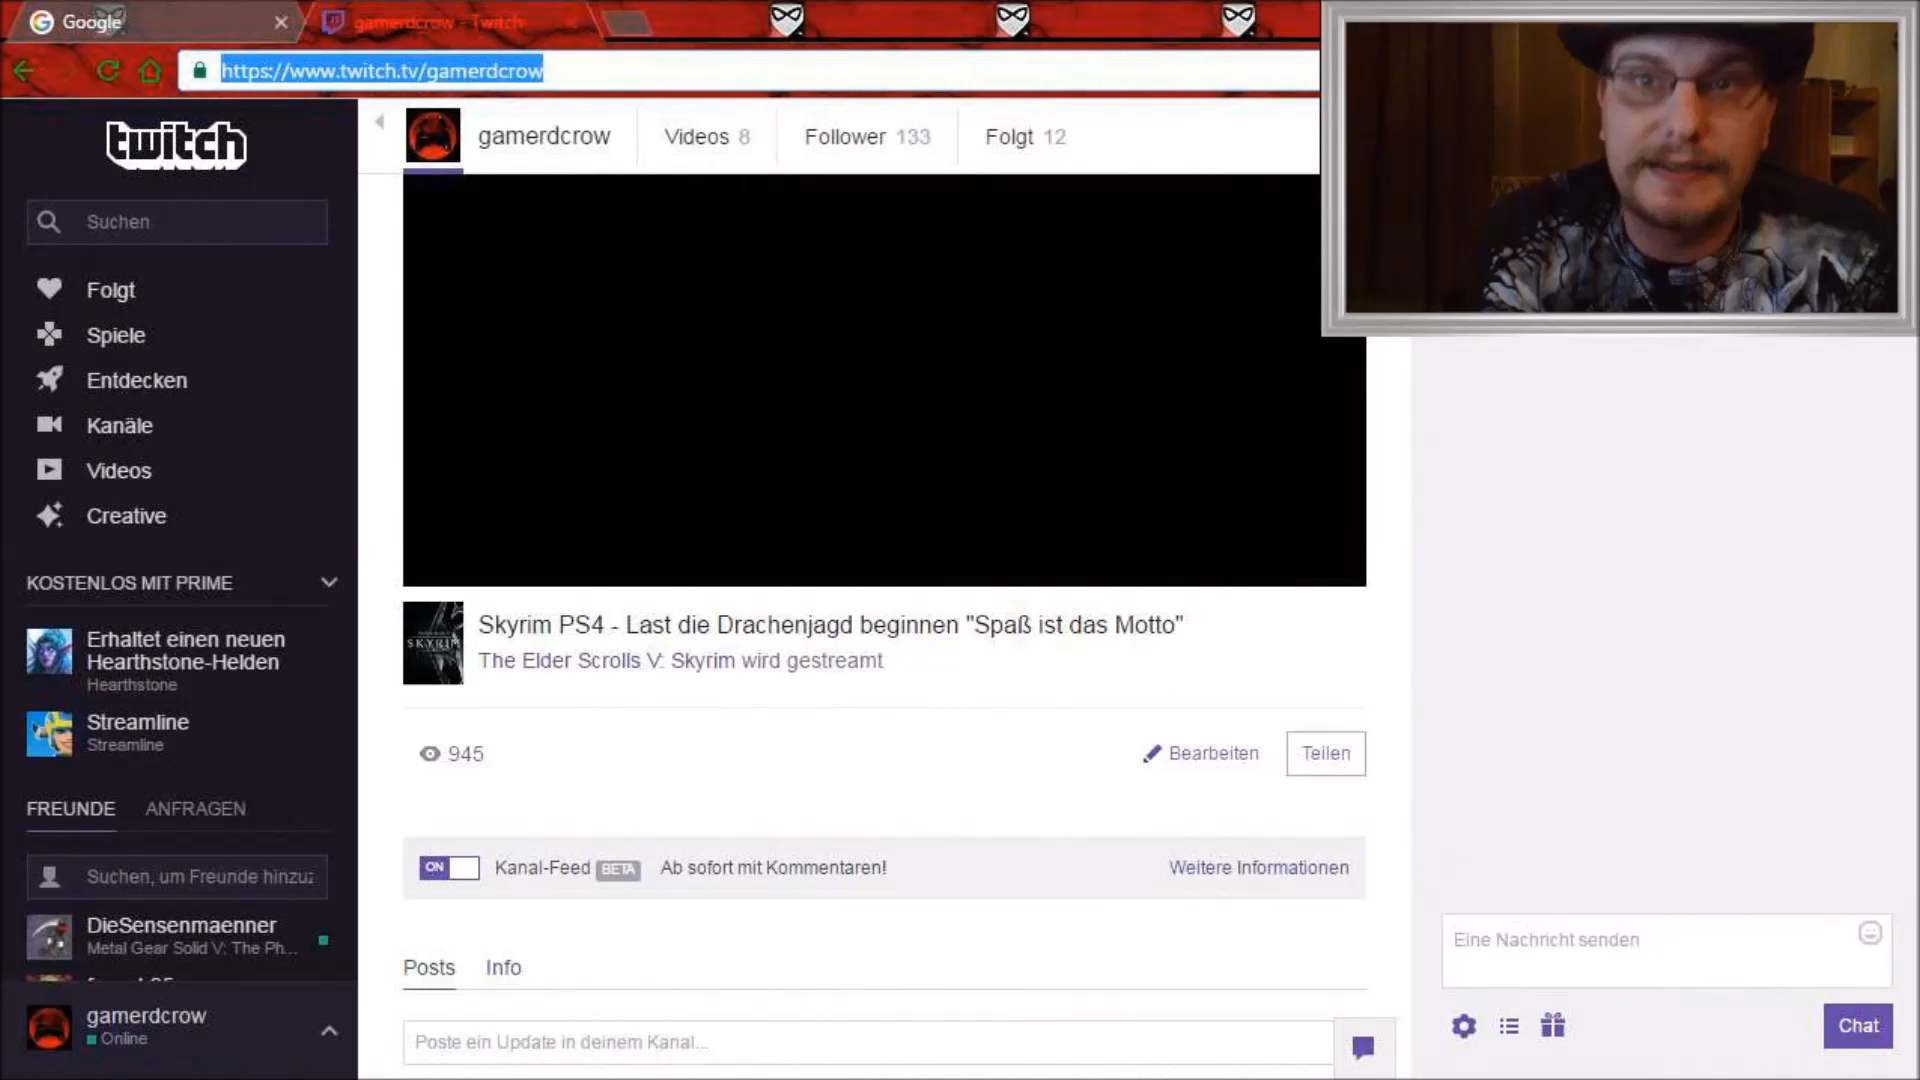 Google
gamerdcrow - Twitch
https://www.twitch.tv/gamerdcrow
twitch
gamerdcrow
Videos 8
Follower 133
Folgt 12
Suchen
Folgt
Spiele
Entdecken
Kanäle
Videos
Creative
KOSTENLOS MIT PRIME
Erhaltet einen neuen
Hearthstone-Helden
Hearthstone
Streamline
Streamline
FREUNDE
ANFRAGEN
Suchen, um Freunde hinzuz
DieSensenmaenner
Metal Gear Solid V: The Ph...
gamerdcrow
Online
SKYRIM
Skyrim PS4 - Last die Drachenjagd beginnen "Spaß ist das Motto"
The Elder Scrolls V: Skyrim wird gestreamt
945
Bearbeiten
Teilen
ON
Kanal-Feed BETA Ab sofort mit Kommentaren!
Weitere Informationen
Posts
Info
Poste ein Update in deinem Kanal...
Eine Nachricht senden
Chat